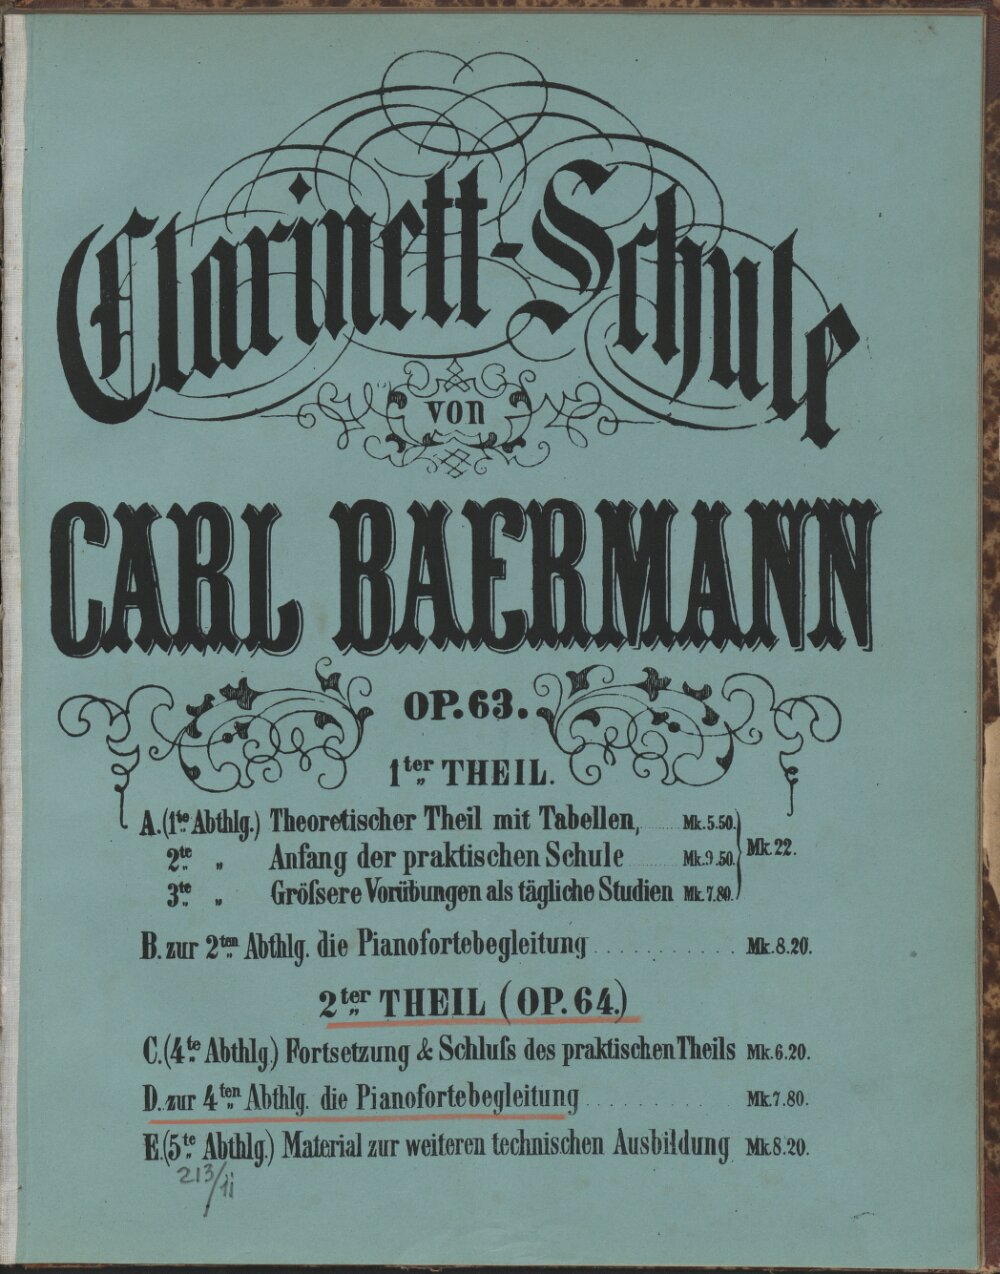 Clarinett-Schule
von
CARL BAERMANN
OP. 63.
1ter THEIL.
A. (1te Abthlg.) Theoretischer Theil mit Tabellen, Mk. 5.50.
2te „ Anfang der praktischen Schule Mk. 9.50.
Mk. 22.
3te „ Gröſsere Vorübungen als tägliche Studien Mk. 7.80.
B. zur 2ten Abthlg. die Pianofortebegleitung . . . . . . . . . . . . Mk. 8.20.
2ter THEIL (OP. 64.)
C. (4te Abthlg.) Fortsetzung & Schluſs des praktischen Theils Mk. 6.20.
D. zur 4ten Abthlg. die Pianofortebegleitung . . . . . . . . . . . Mk. 7.80.
E. (5te Abthlg.) Material zur weiteren technischen Ausbildung Mk. 8.20.
213/ii